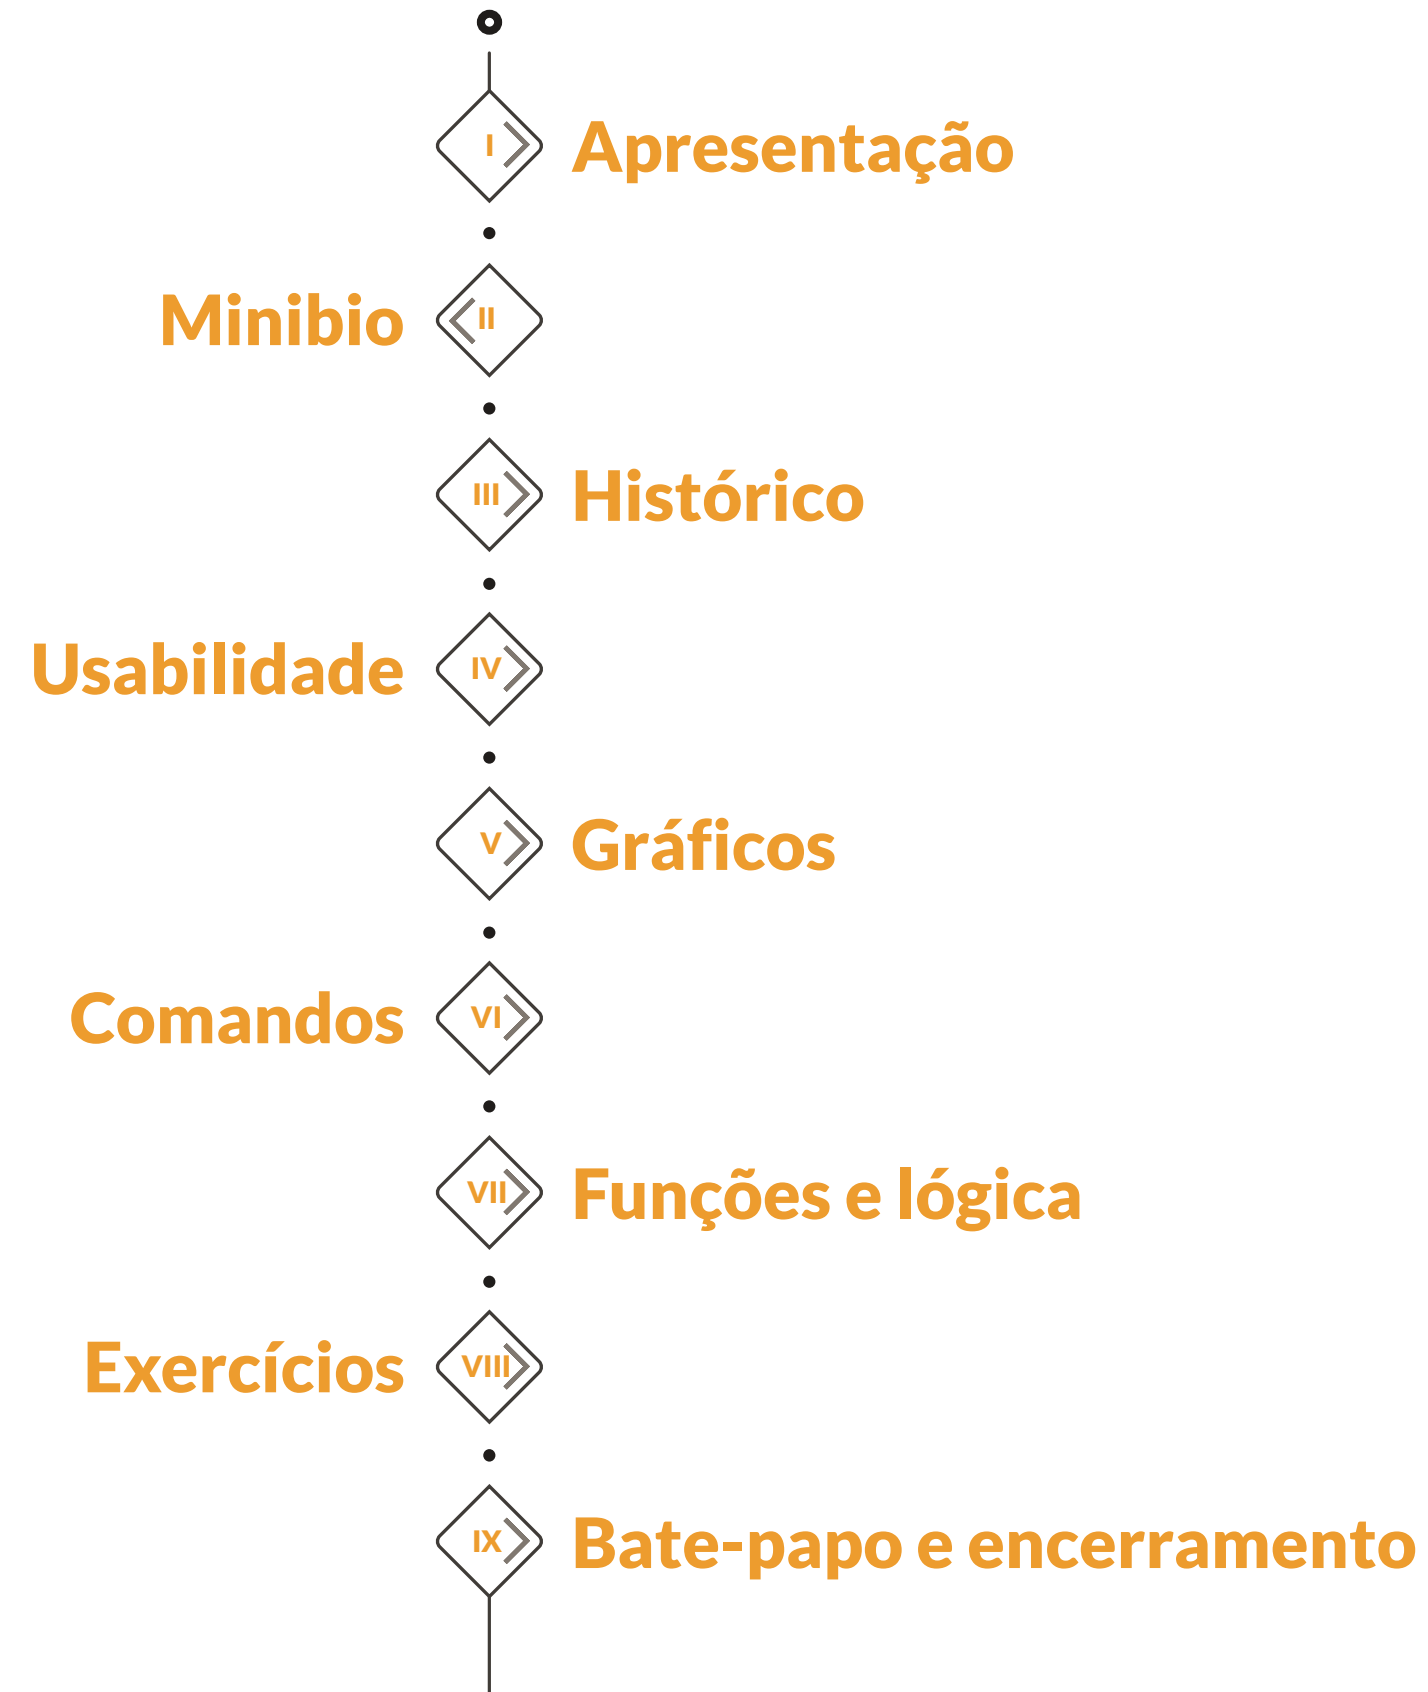 I
Apresentação
Minibio
II
III
Histórico
Usabilidade
IV
V
Gráficos
Comandos
VI
VII
Funções e lógica
Exercícios
VIII
IX
Bate-papo e encerramento